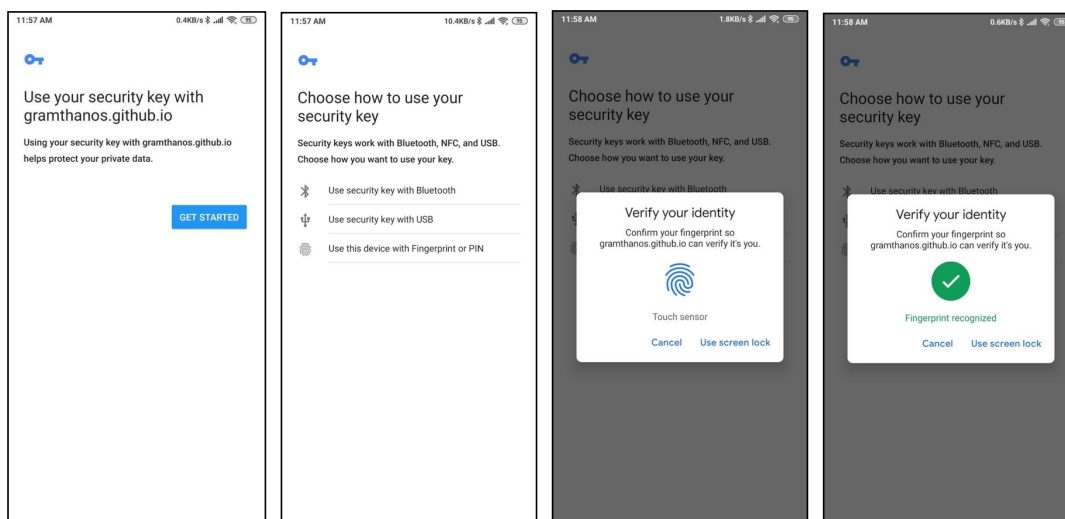 11:57 AM 0.4KB/s 95
Use your security key with
gramthanos.github.io
Using your security key with gramthanos.github.io
helps protect your private data.
GET STARTED
11:57 AM 10.4KB/s 95
Choose how to use your
security key
Security keys work with Bluetooth, NFC, and USB.
Choose how you want to use your key.
Use security key with Bluetooth
Use security key with USB
Use this device with Fingerprint or PIN
11:58 AM 1.8KB/s 95
Choose how to use your
security key
Security keys work with Bluetooth, NFC, and USB.
Choose how you want to use your key.
Use security key with Bluetooth
Verify your identity
Confirm your fingerprint so
gramthanos.github.io can verify it's you.
Touch sensor
Cancel Use screen lock
11:58 AM 0.6KB/s 95
Choose how to use your
security key
Security keys work with Bluetooth, NFC, and USB.
Choose how you want to use your key.
Use security key with Bluetooth
Verify your identity
Confirm your fingerprint so
gramthanos.github.io can verify it's you.
Fingerprint recognized
Cancel Use screen lock